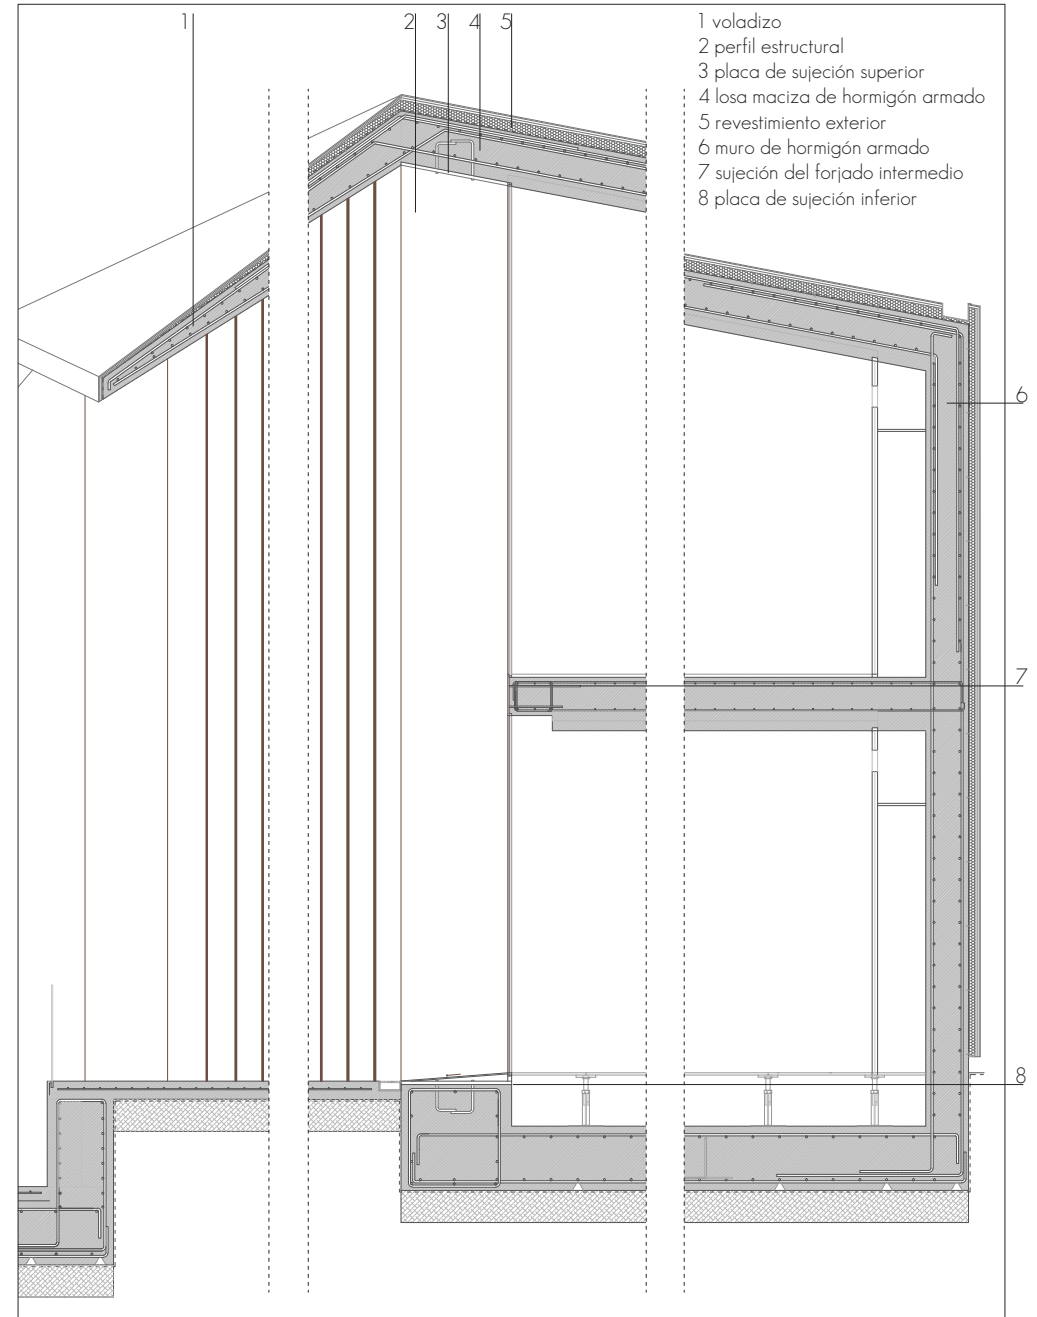 1
2
3
4
5
1 voladizo
2 perfil estructural
3 placa de sujeción superior
4 losa maciza de hormigón armado
5 revestimiento exterior
6 muro de hormigón armado
7 sujeción del forjado intermedio
8 placa de sujeción inferior
6
7
8